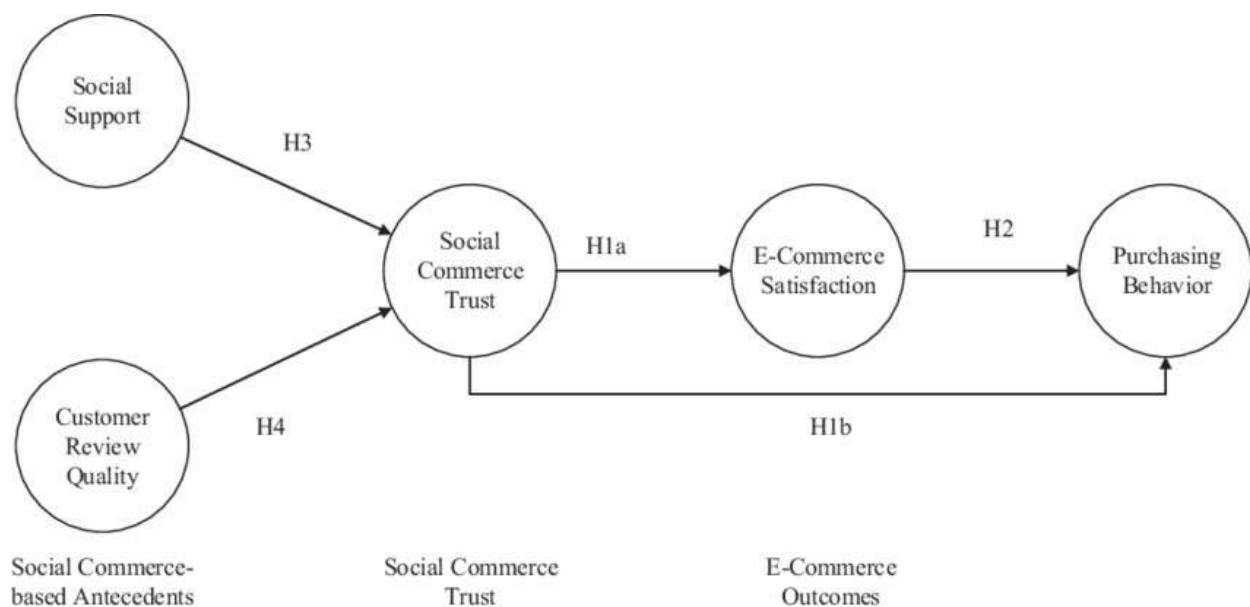 Social
Support
H3
Social
Commerce
Trust
H1a
E-Commerce
Satisfaction
H2
Purchasing
Behavior
Customer
Review
Quality
H4
H1b
Social Commerce-
based Antecedents
Social Commerce
Trust
E-Commerce
Outcomes